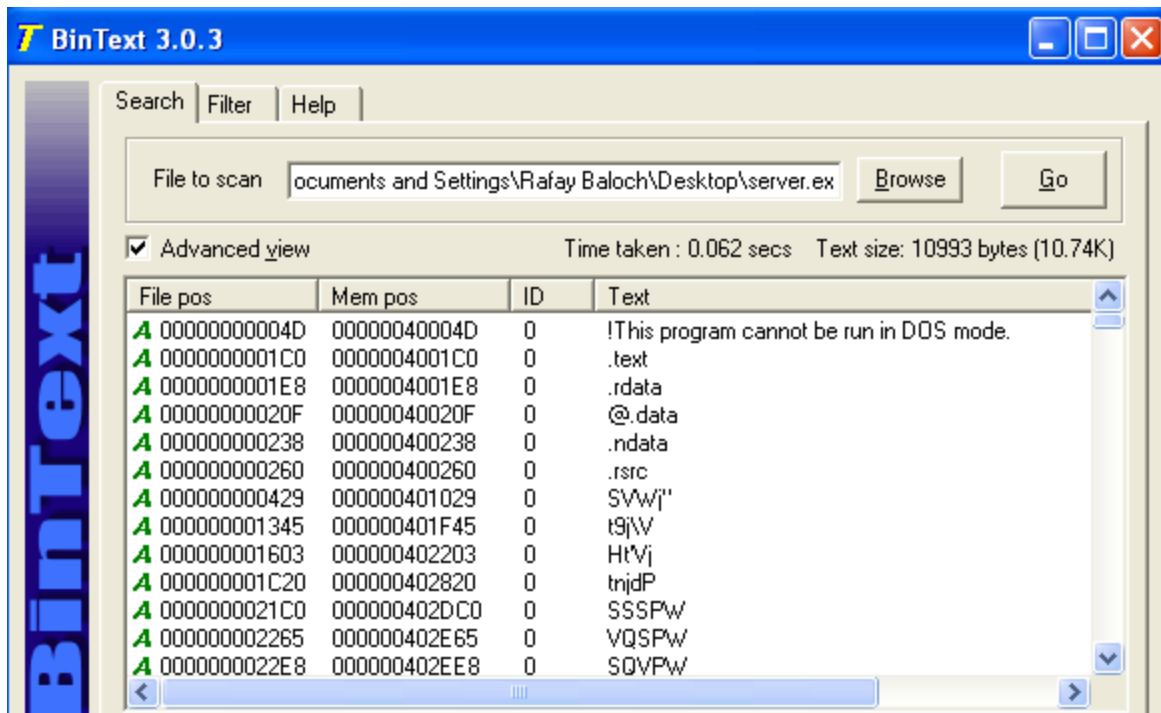 BinText 3.0.3
Search Filter Help
File to scan ocuments and Settings\Rafay Baloch\Desktop\server.ex Browse Go
Advanced view Time taken : 0.062 secs Text size: 10993 bytes (10.74K)
File pos Mem pos ID Text
A 00000000004D 00000040004D 0 !This program cannot be run in DOS mode.
A 0000000001C0 0000004001C0 0 .text
A 0000000001E8 0000004001E8 0 .rdata
A 00000000020F 00000040020F 0 @.data
A 000000000238 000000400238 0 .ndata
A 000000000260 000000400260 0 .rsrc
A 000000000429 000000401029 0 SVWj"
A 000000001345 000000401F45 0 t9j\V
A 000000001603 000000402203 0 Ht'Vj
A 000000001C20 000000402820 0 tnjdP
A 0000000021C0 000000402DC0 0 SSSPW
A 000000002265 000000402E65 0 VQSPW
A 0000000022E8 000000402EE8 0 SQVPW
BinText